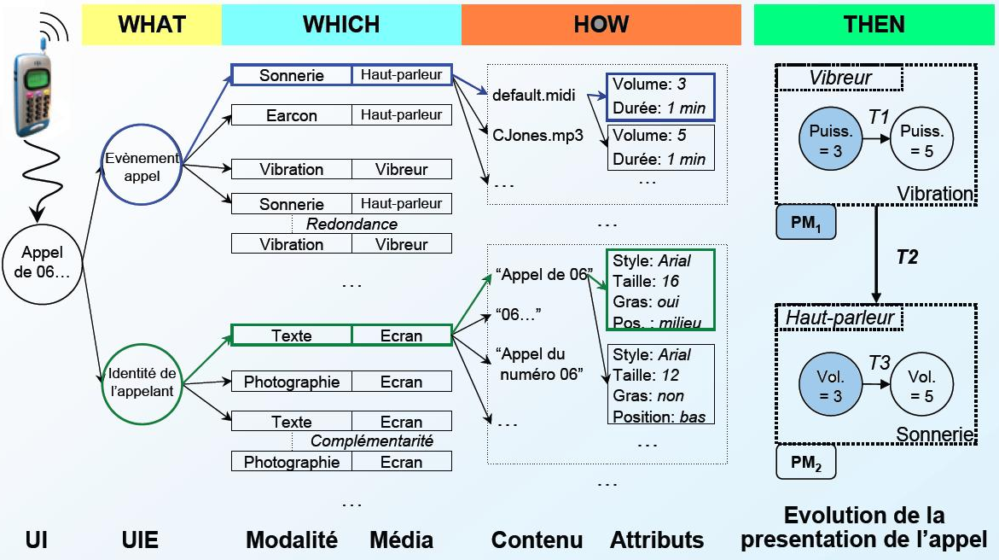 WHAT
WHICH
HOW
THEN
Appel
de 06…
Evènement
appel
Identité de
l'appelant
Sonnerie Haut-parleur
Earcon Haut-parleur
Vibration Vibreur
Sonnerie Haut-parleur
Redondance
Vibration Vibreur
...
Texte Ecran
Photographie Ecran
Texte Ecran
Complémentarité
Photographie Ecran
...
default.midi
CJones.mp3
...
Volume: 3
Durée: 1 min
Volume: 5
Durée: 1 min
...
...
“Appel de 06”
“06…”
“Appel du
numéro 06”
...
Style: Arial
Taille: 16
Gras: oui
Pos. : milieu
Style: Arial
Taille: 12
Gras: non
Position: bas
...
...
Vibreur
Puiss.
= 3
T1
Puiss.
= 5
Vibration
PM1
T2
Haut-parleur
Vol.
= 3
T3
Vol.
= 5
Sonnerie
PM2
UI
UIE
Modalité
Média
Contenu
Attributs
Evolution de la
presentation de l'appel